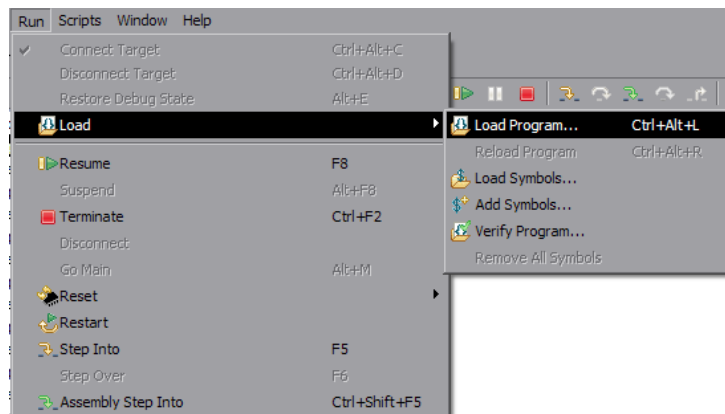 Run Scripts Window Help
Connect Target Ctrl+Alt+C
Disconnect Target Ctrl+Alt+D
Restore Debug State Alt+E
Load
Resume F8
Suspend Alt+F8
Terminate Ctrl+F2
Disconnect
Go Main Alt+M
Reset
Restart
Step Into F5
Step Over F6
Assembly Step Into Ctrl+Shift+F5
Load Program... Ctrl+Alt+L
Reload Program Ctrl+Alt+R
Load Symbols...
Add Symbols...
Verify Program...
Remove All Symbols